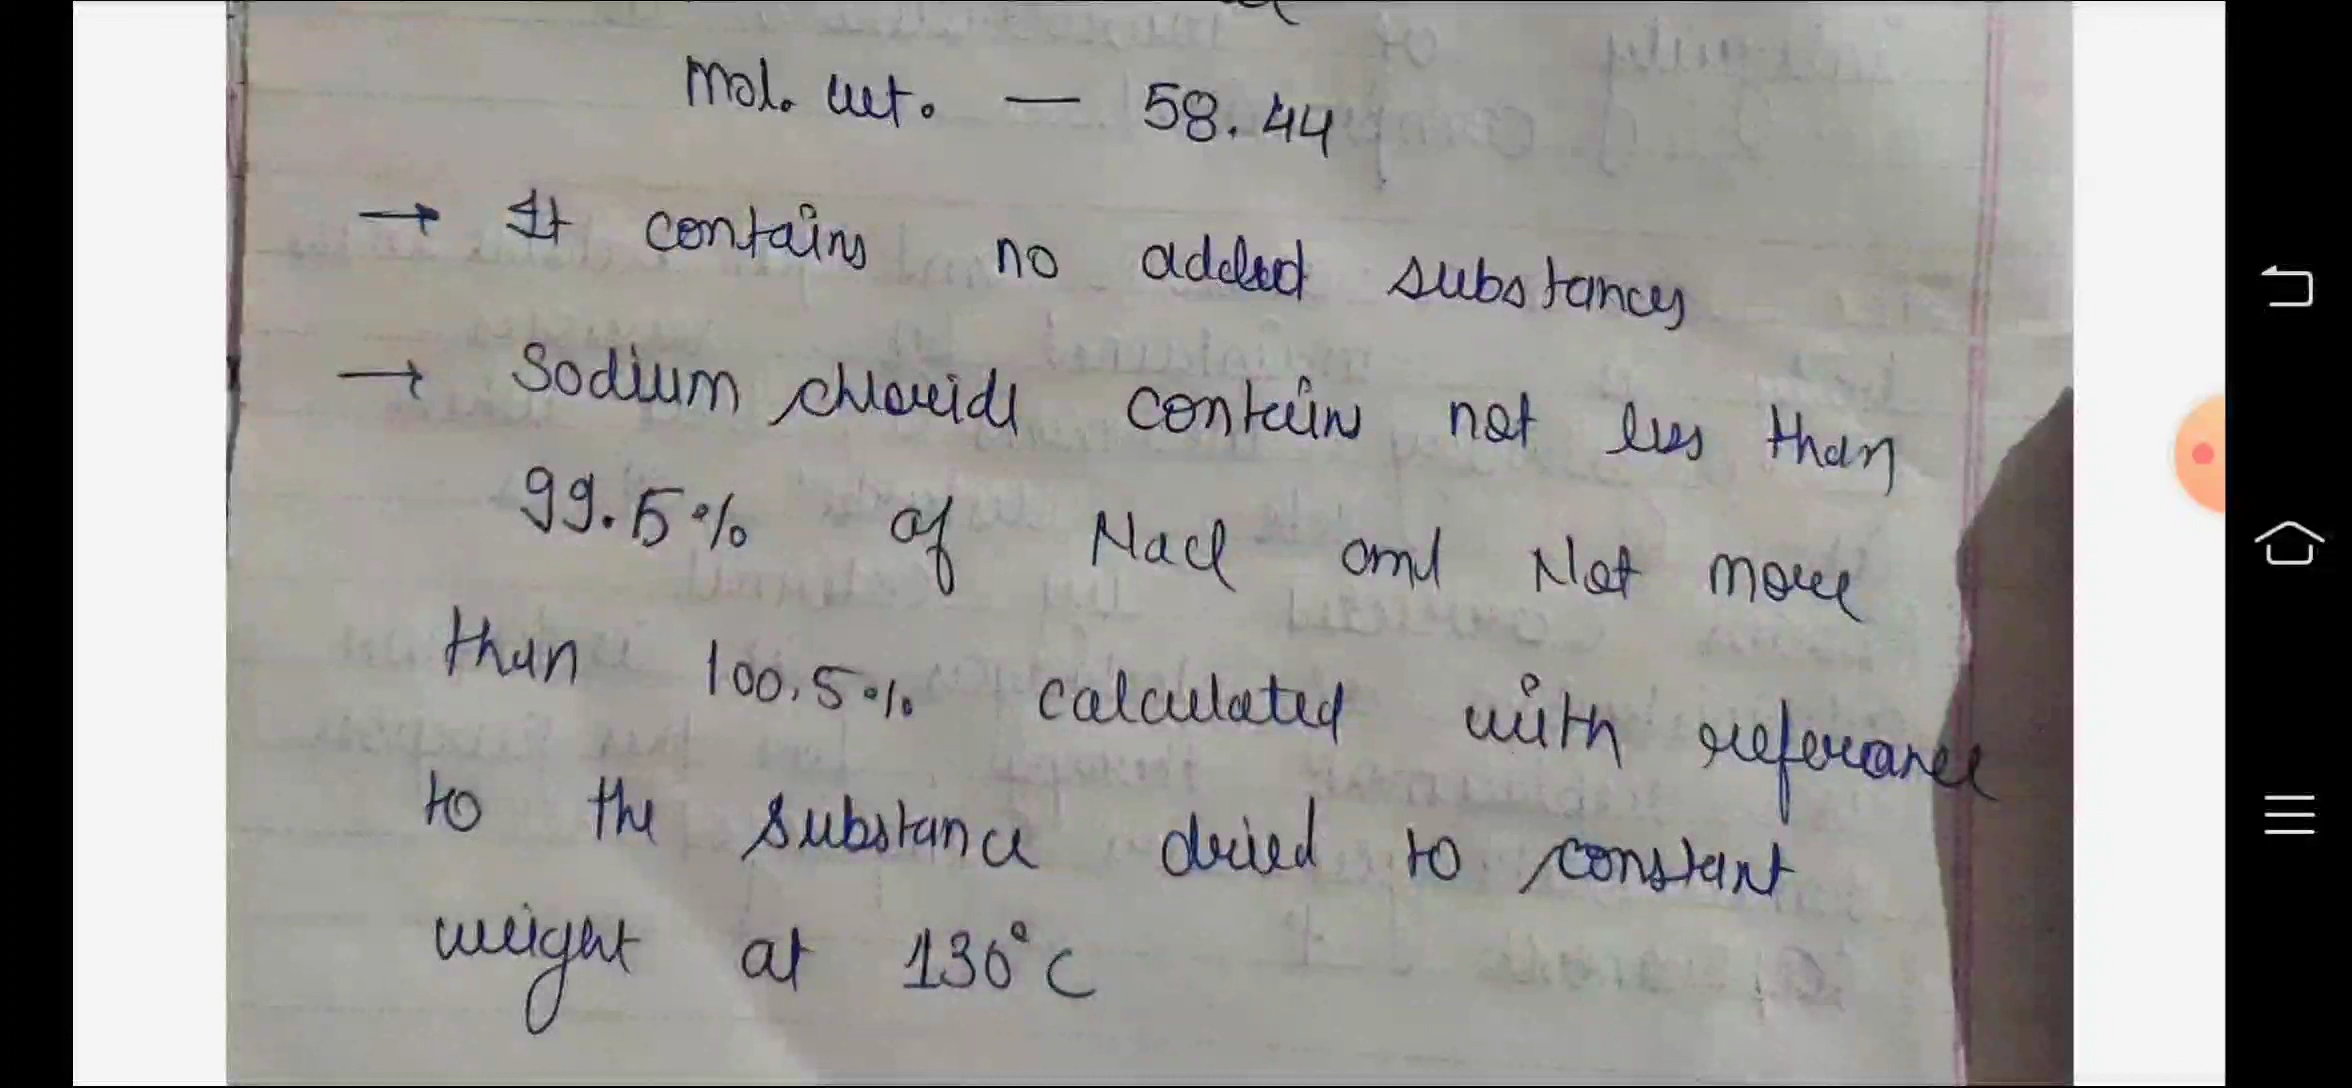 Mol. wt. — 58.44
→ It contains no added substances
→ Sodium chloride contain not less than
99.5% of Nacl and Not more
than 100.5% calculated with referance
to the substance dried to constant
weight at 130°C